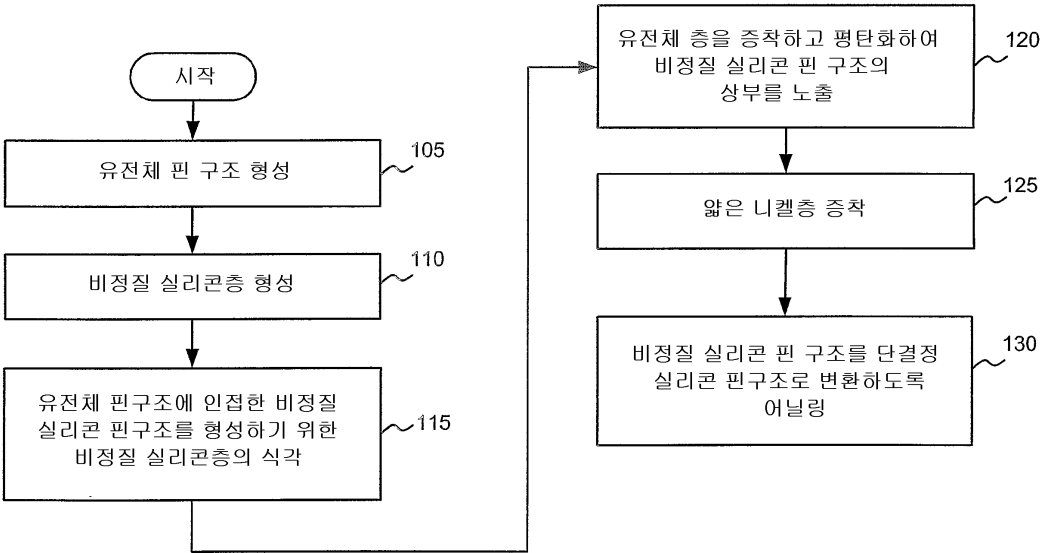 시작
유전체 핀 구조 형성
105
비정질 실리콘층 형성
110
유전체 핀구조에 인접한 비정질
실리콘 핀구조를 형성하기 위한
비정질 실리콘층의 식각
115
유전체 층을 증착하고 평탄화하여
비정질 실리콘 핀 구조의
상부를 노출
120
얇은 니켈층 증착
125
비정질 실리콘 핀 구조를 단결정
실리콘 핀구조로 변환하도록
어닐링
130